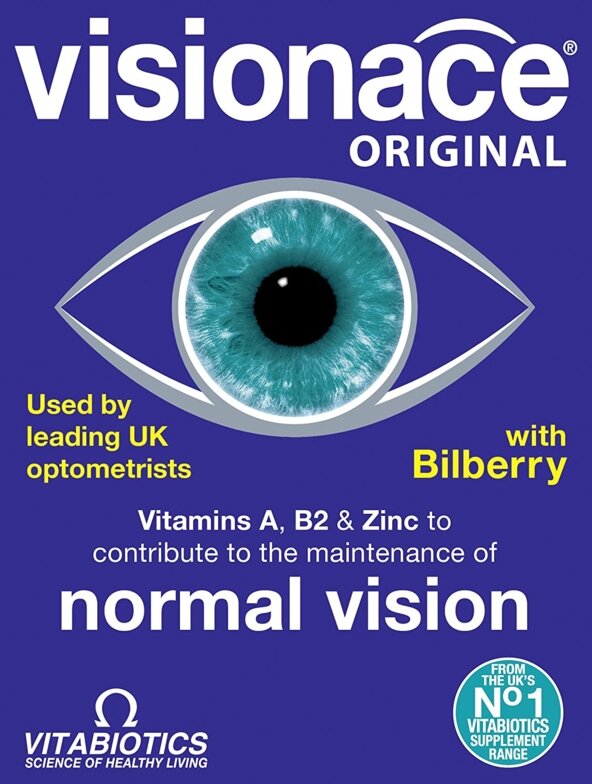 visionace®
ORIGINAL
Used by
leading UK
optometrists
with
Bilberry
Vitamins A, B2 & Zinc to
contribute to the maintenance of
normal vision
VITABIOTICS
SCIENCE OF HEALTHY LIVING
FROM
THE UK'S
Nº1
VITABIOTICS
SUPPLEMENT
RANGE